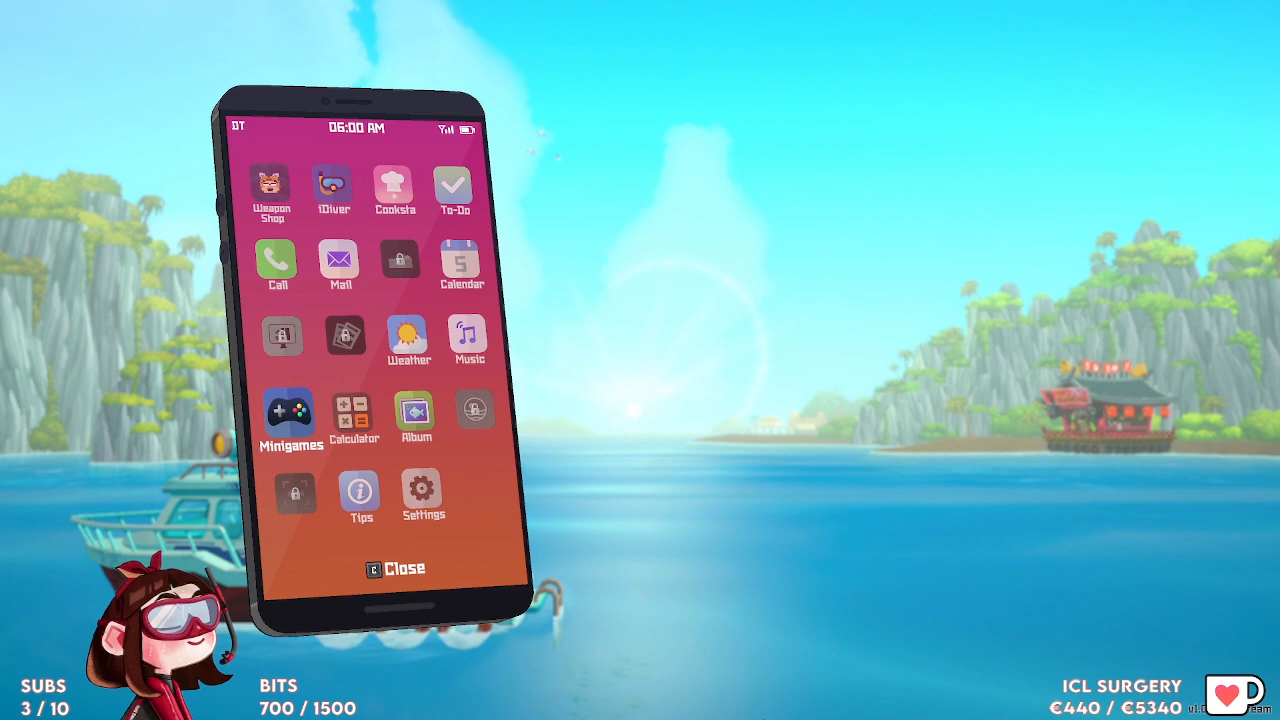 DT
06:00 AM
Weapon
Shop
iDiver
Cooksta
To-Do
Call
Mail
5
Calendar
Weather
Music
Minigames
Calculator
Album
Tips
Settings
C Close
SUBS
3 / 10
BITS
700 / 1500
ICL SURGERY
€440 / €5340